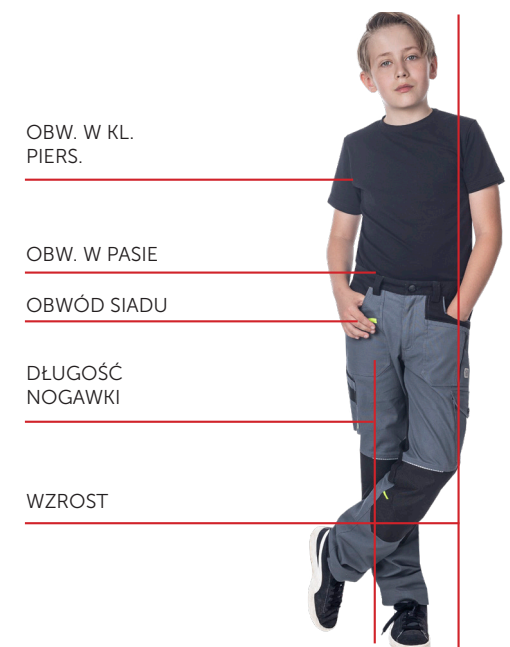 OBW. W KL.
PIERS.
OBW. W PASIE
OBWÓD SIADU
DŁUGOŚĆ
NOGAWKI
WZROST